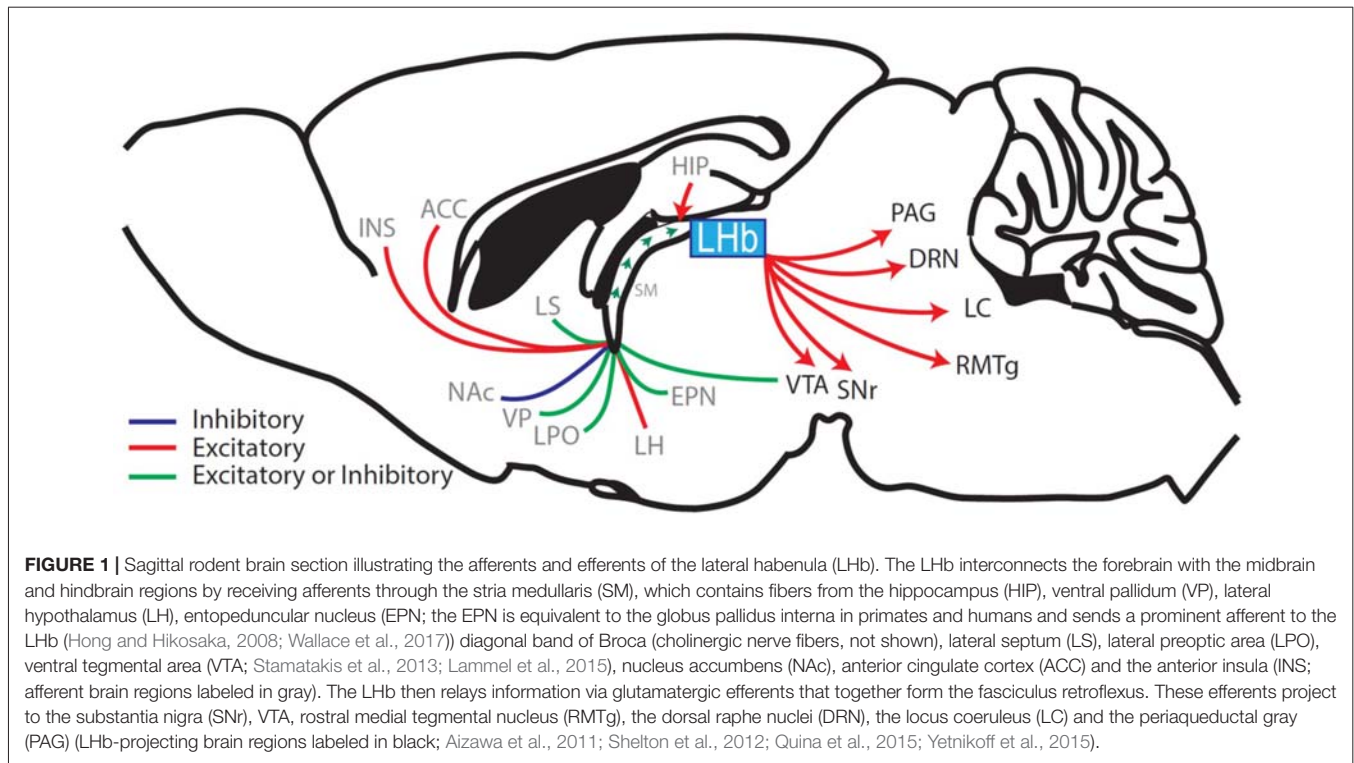 HIP
ACC
INS
PAG
LHb
DRN
SM
LS
LC
RMTg
VTA SNr
NAc
EPN
VP
LPO
LH
Inhibitory
Excitatory
Excitatory or Inhibitory
FIGURE 1 | Sagittal rodent brain section illustrating the afferents and efferents of the lateral habenula (LHb). The LHb interconnects the forebrain with the midbrain
and hindbrain regions by receiving afferents through the stria medullaris (SM), which contains fibers from the hippocampus (HIP), ventral pallidum (VP), lateral
hypothalamus (LH), entopeduncular nucleus (EPN; the EPN is equivalent to the globus pallidus interna in primates and humans and sends a prominent afferent to the
LHb (Hong and Hikosaka, 2008; Wallace et al., 2017)) diagonal band of Broca (cholinergic nerve fibers, not shown), lateral septum (LS), lateral preoptic area (LPO),
ventral tegmental area (VTA; Stamatakis et al., 2013; Lammel et al., 2015), nucleus accumbens (NAc), anterior cingulate cortex (ACC) and the anterior insula (INS;
afferent brain regions labeled in gray). The LHb then relays information via glutamatergic efferents that together form the fasciculus retroflexus. These efferents project
to the substantia nigra (SNr), VTA, rostral medial tegmental nucleus (RMTg), the dorsal raphe nuclei (DRN), the locus coeruleus (LC) and the periaqueductal gray
(PAG) (LHb-projecting brain regions labeled in black; Aizawa et al., 2011; Shelton et al., 2012; Quina et al., 2015; Yetnikoff et al., 2015).